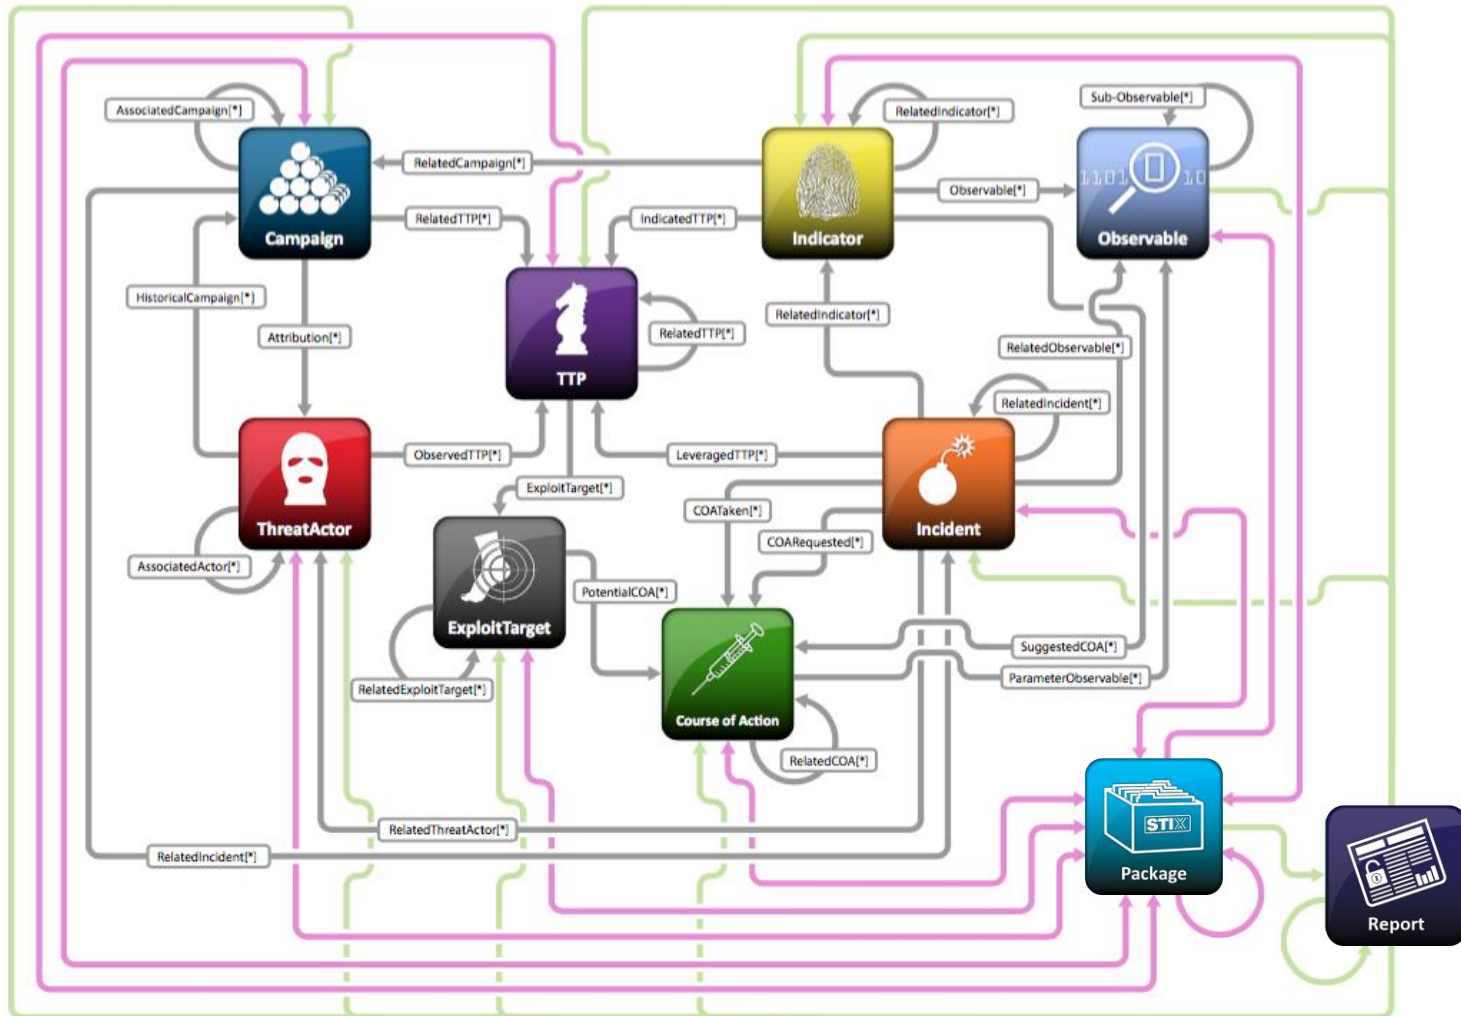 AssociatedCampaign[*]
RelatedIndicator[*]
Sub-Observable[*]
RelatedCampaign[*]
1101 10
Observable[*]
RelatedTTP[*]
IndicatedTTP[*]
Campaign
Indicator
Observable
HistoricalCampaign[*]
RelatedIndicator[*]
Attribution[*]
RelatedTTP[*]
RelatedObservable[*]
TTP
RelatedIncident[*]
ObservedTTP[*]
LeveragedTTP[*]
ExploitTarget[*]
COATaken[*]
ThreatActor
Incident
COARequested[*]
AssociatedActor[*]
PotentialCOA[*]
ExploitTarget
SuggestedCOA[*]
RelatedExploitTarget[*]
ParameterObservable[*]
Course of Action
RelatedCOA[*]
STIX
RelatedThreatActor[*]
RelatedIncident[*]
Package
Report